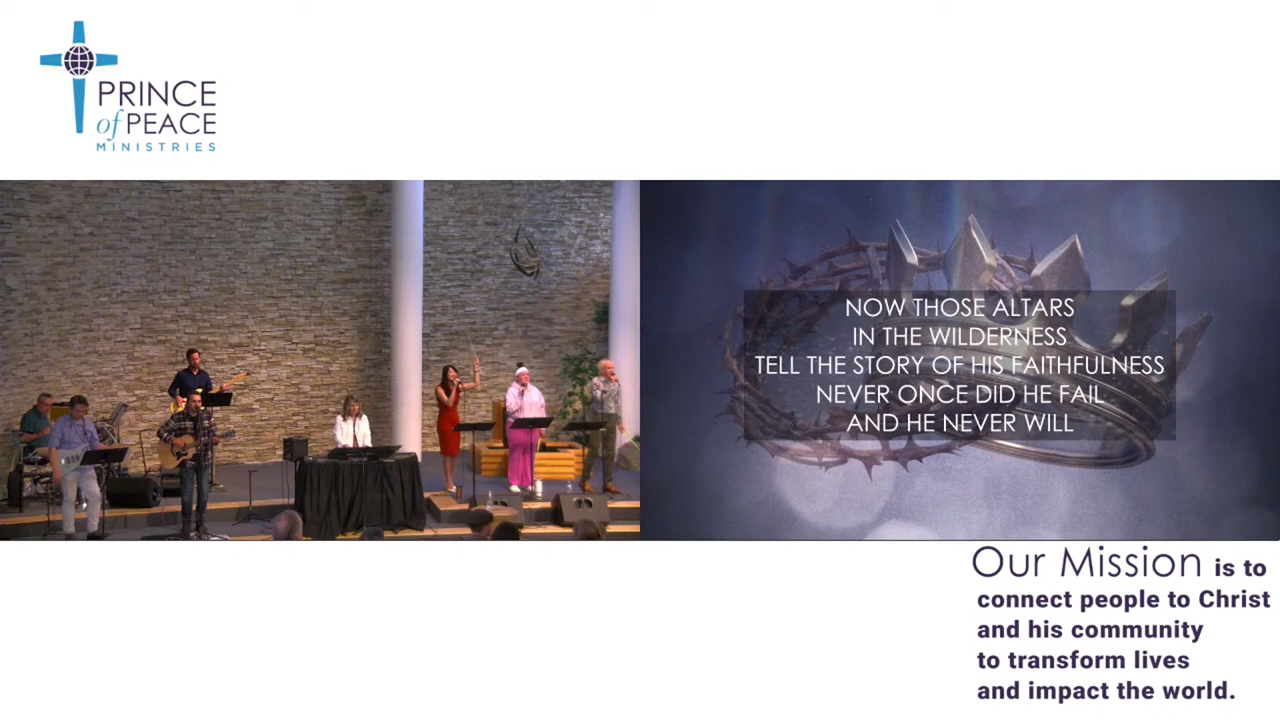 PRINCE
of PEACE
MINISTRIES
NOW THOSE ALTARS
IN THE WILDERNESS
TELL THE STORY OF HIS FAITHFULNESS
NEVER ONCE DID HE FAIL
AND HE NEVER WILL
Our Mission is to
connect people to Christ
and his community
to transform lives
and impact the world.